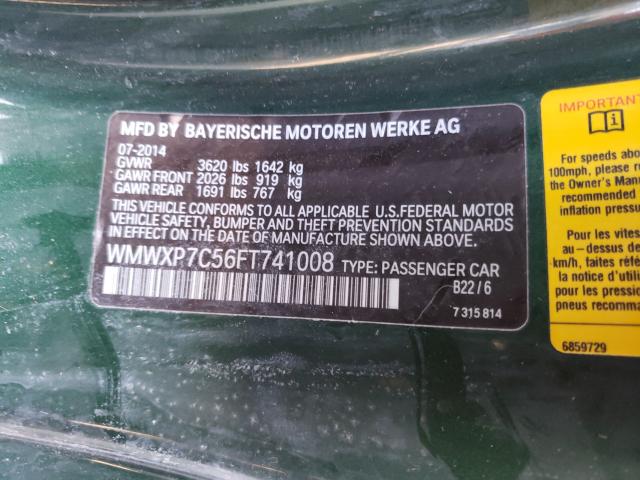 MFD BY BAYERISCHE MOTOREN WERKE AG
07-2014
GVWR 3620 lbs 1642 kg
GAWR FRONT 2026 lbs 919 kg
GAWR REAR 1691 lbs 767 kg
THIS VEHICLE CONFORMS TO ALL APPLICABLE U.S.FEDERAL MOTOR
VEHICLE SAFETY, BUMPER AND THEFT PREVENTION STANDARDS
IN EFFECT ON THE DATE OF MANUFACTURE SHOWN ABOVE.
WMWXP7C56FT741008 TYPE: PASSENGER CAR
B22/6
7 315 814
IMPORTANT
For speeds
100mph, please
the Owner's
recommended
inflation
Pour les vites
au-dessus de
km/h, faites
pour les pression
pneus recommand
6859729